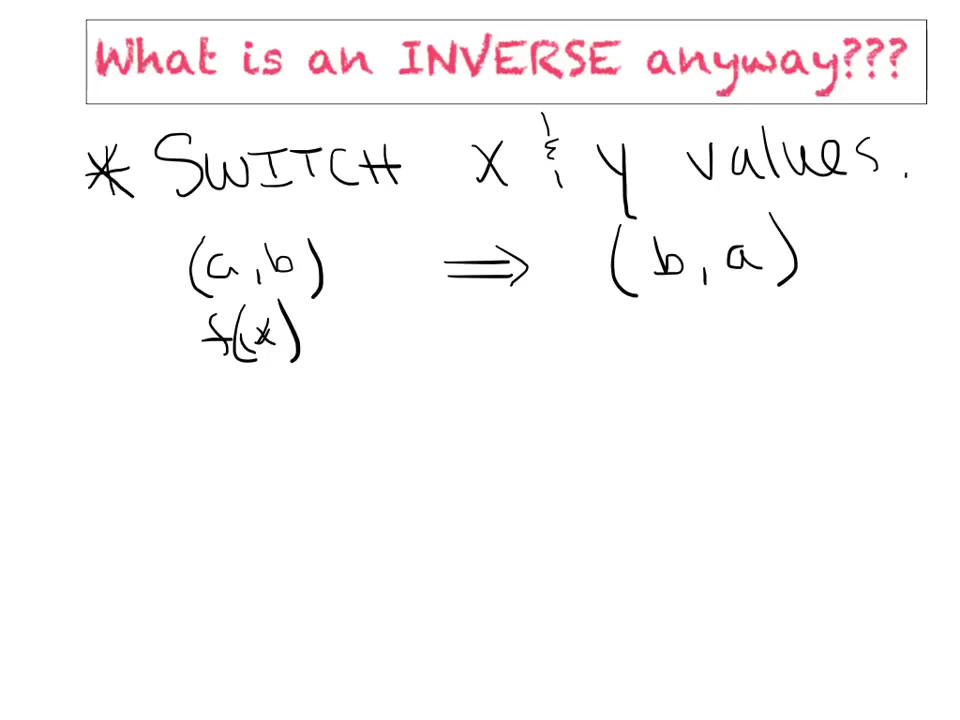 What is an INVERSE anyway???
* SWITCH x & y values.
(a,b) ⟹ (b,a)
f(x)